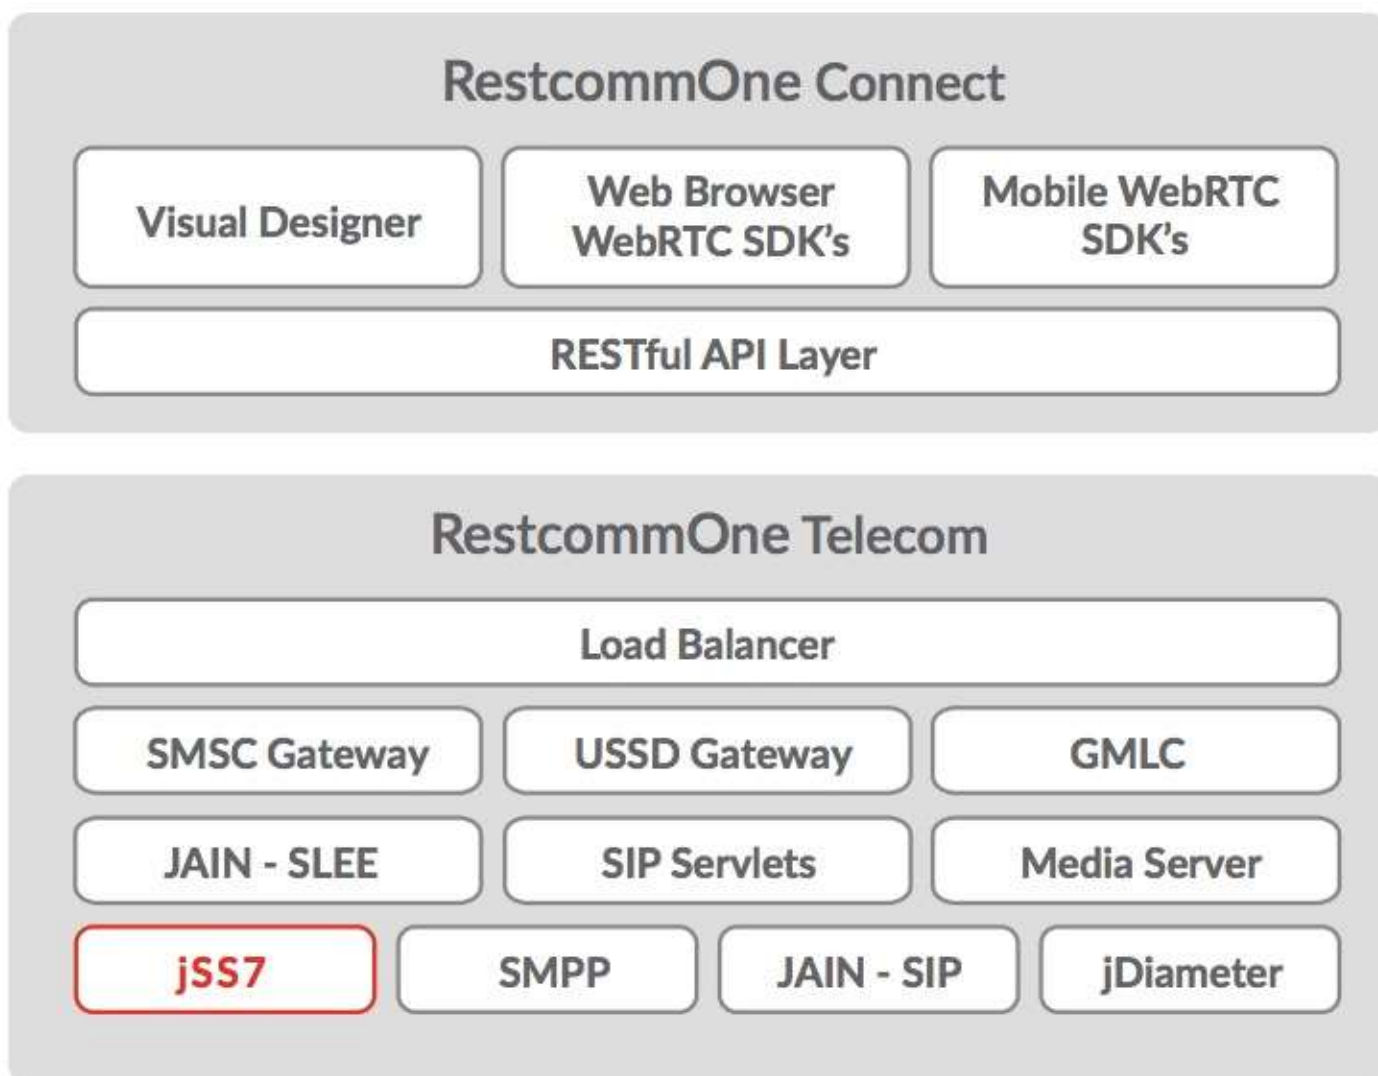 RestcommOne Connect
Visual Designer
Web Browser
WebRTC SDK's
Mobile WebRTC
SDK's
RESTful API Layer
RestcommOne Telecom
Load Balancer
SMSC Gateway
USSD Gateway
GMLC
JAIN - SLEE
SIP Servlets
Media Server
jSS7
SMPP
JAIN - SIP
jDiameter